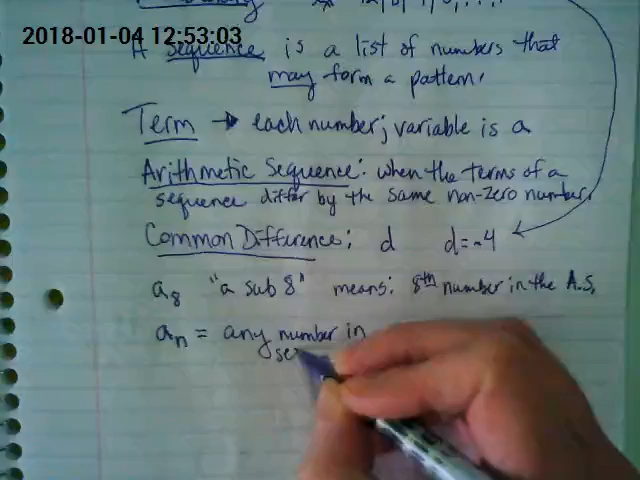 2018-01-04 12:53:03
A sequence is a list of numbers that
may form a pattern.
Term → each number; variable is a
Arithmetic Sequence: when the terms of a
sequence differ by the same non-zero number.
Common Difference: d d=-4
a₈ "a sub 8" means: 8th number in the A.S.
aₙ = any number in
se